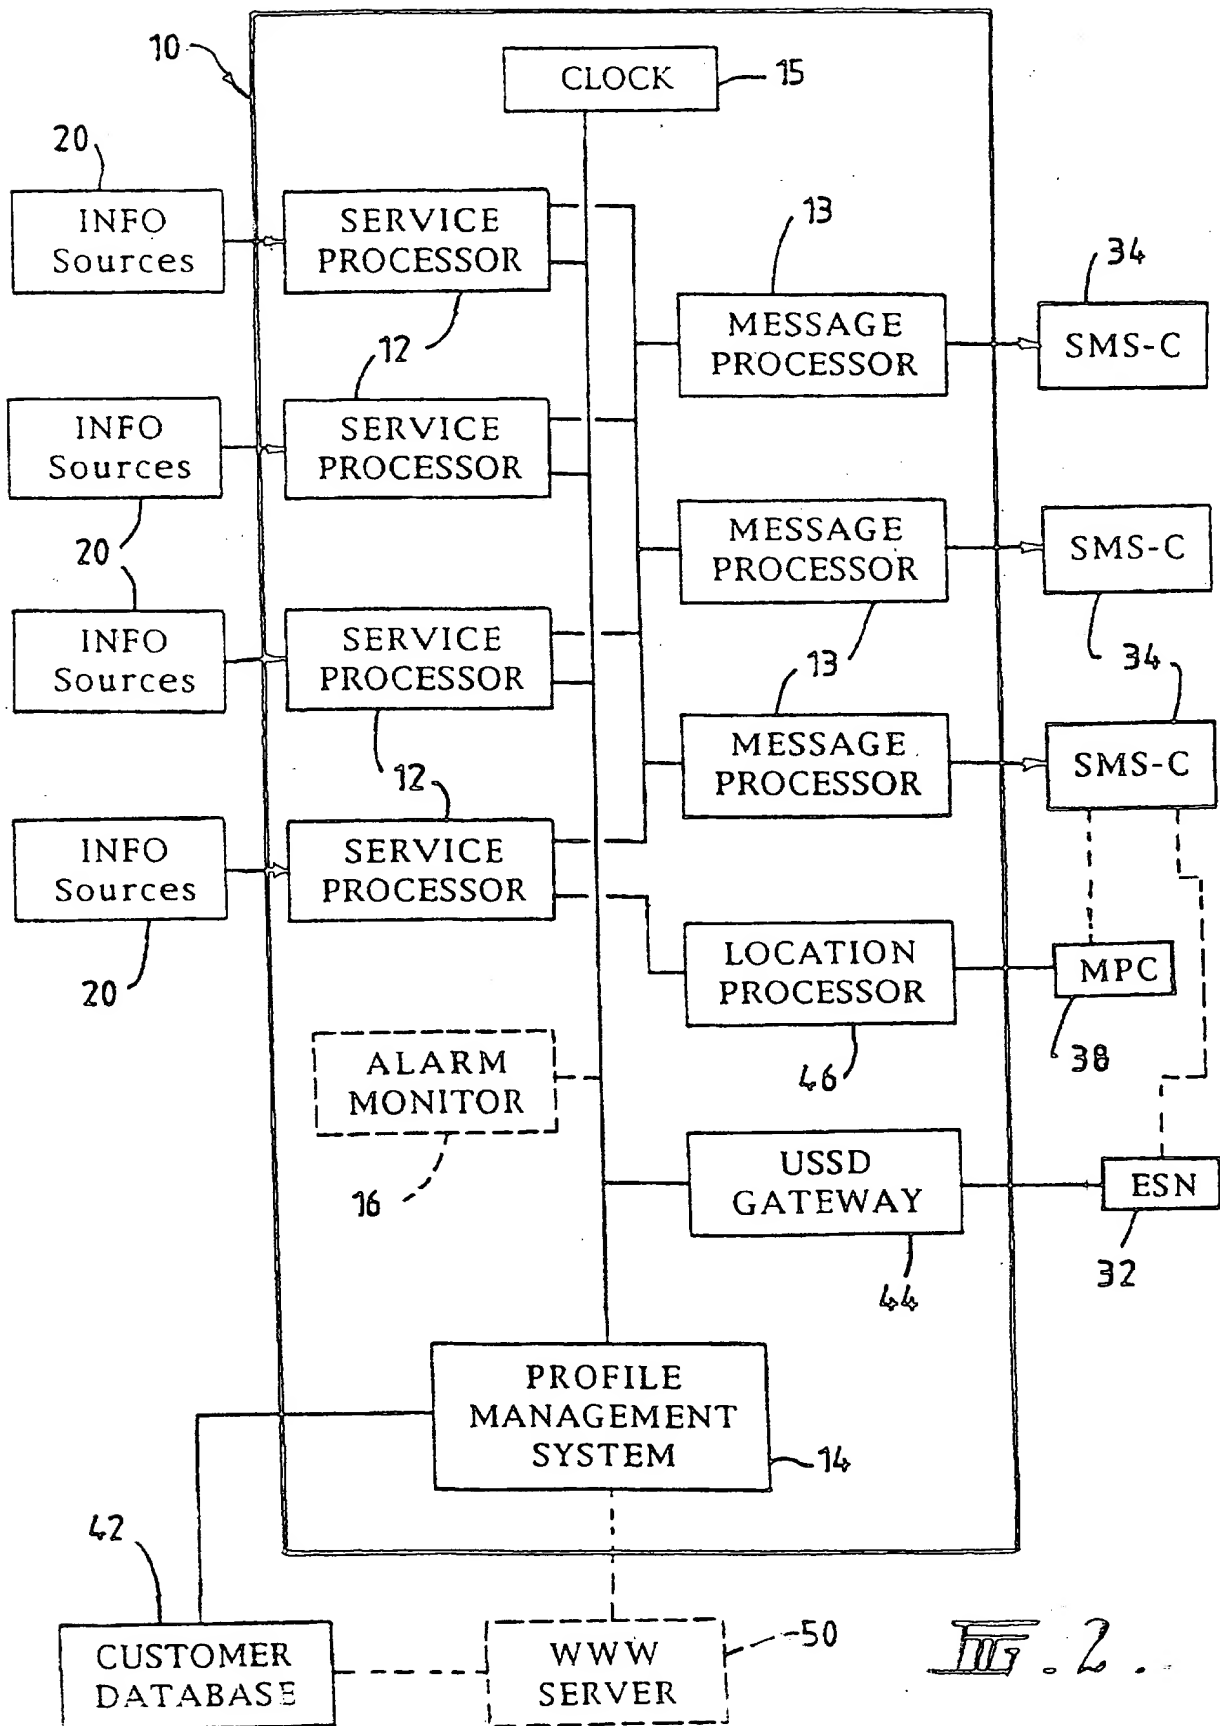 10
CLOCK
15
20
INFO
Sources
SERVICE
PROCESSOR
13
34
MESSAGE
PROCESSOR
SMS-C
12
INFO
Sources
SERVICE
PROCESSOR
20
MESSAGE
PROCESSOR
SMS-C
INFO
Sources
SERVICE
PROCESSOR
13
34
12
MESSAGE
PROCESSOR
SMS-C
INFO
Sources
SERVICE
PROCESSOR
20
LOCATION
PROCESSOR
MPC
46
38
ALARM
MONITOR
16
USSD
GATEWAY
ESN
44
32
PROFILE
MANAGEMENT
SYSTEM
14
42
CUSTOMER
DATABASE
WWW
SERVER
50
FIG. 2.